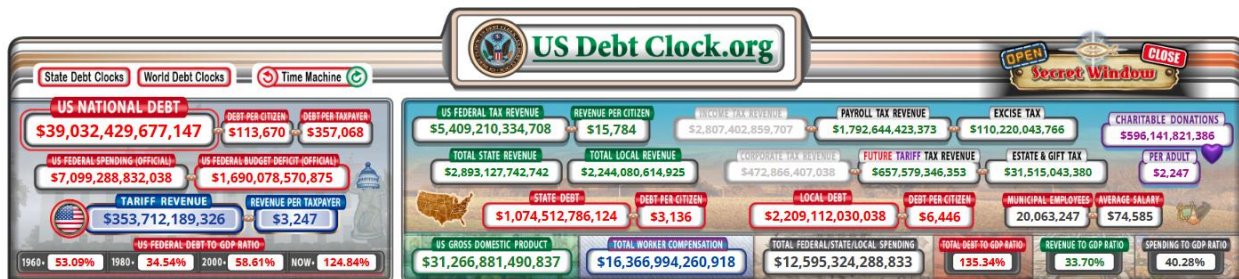 US Debt Clock.org
State Debt Clocks World Debt Clocks Time Machine
OPEN CLOSE
Secret Window
US NATIONAL DEBT DEBT PER CITIZEN DEBT PER TAXPAYER
$39,032,429,677,147 $113,670 $357,068
US FEDERAL SPENDING (OFFICIAL) US FEDERAL BUDGET DEFICIT (OFFICIAL)
$7,099,288,832,038 $1,690,078,570,875
TARIFF REVENUE REVENUE PER TAXPAYER
$353,712,189,326 $3,247
US FEDERAL DEBT TO GDP RATIO
1960• 53.09% 1980• 34.54% 2000• 58.61% NOW• 124.84%
US FEDERAL TAX REVENUE REVENUE PER CITIZEN INCOME TAX REVENUE PAYROLL TAX REVENUE EXCISE TAX CHARITABLE DONATIONS
$5,409,210,334,708 $15,784 $2,807,402,859,707 $1,792,644,423,373 $110,220,043,766 $596,141,821,386
TOTAL STATE REVENUE TOTAL LOCAL REVENUE CORPORATE TAX REVENUE FUTURE TARIFF TAX REVENUE ESTATE & GIFT TAX PER ADULT
$2,893,127,742,742 $2,244,080,614,925 $472,866,407,038 $657,579,346,353 $31,515,043,380 $2,247
STATE DEBT DEBT PER CITIZEN LOCAL DEBT DEBT PER CITIZEN MUNICIPAL EMPLOYEES AVERAGE SALARY
$1,074,512,786,124 $3,136 $2,209,112,030,038 $6,446 20,063,247 $74,585
US GROSS DOMESTIC PRODUCT TOTAL WORKER COMPENSATION TOTAL FEDERAL/STATE/LOCAL SPENDING TOTAL DEBT TO GDP RATIO REVENUE TO GDP RATIO SPENDING TO GDP RATIO
$31,266,881,490,837 $16,366,994,260,918 $12,595,324,288,833 135.34% 33.70% 40.28%